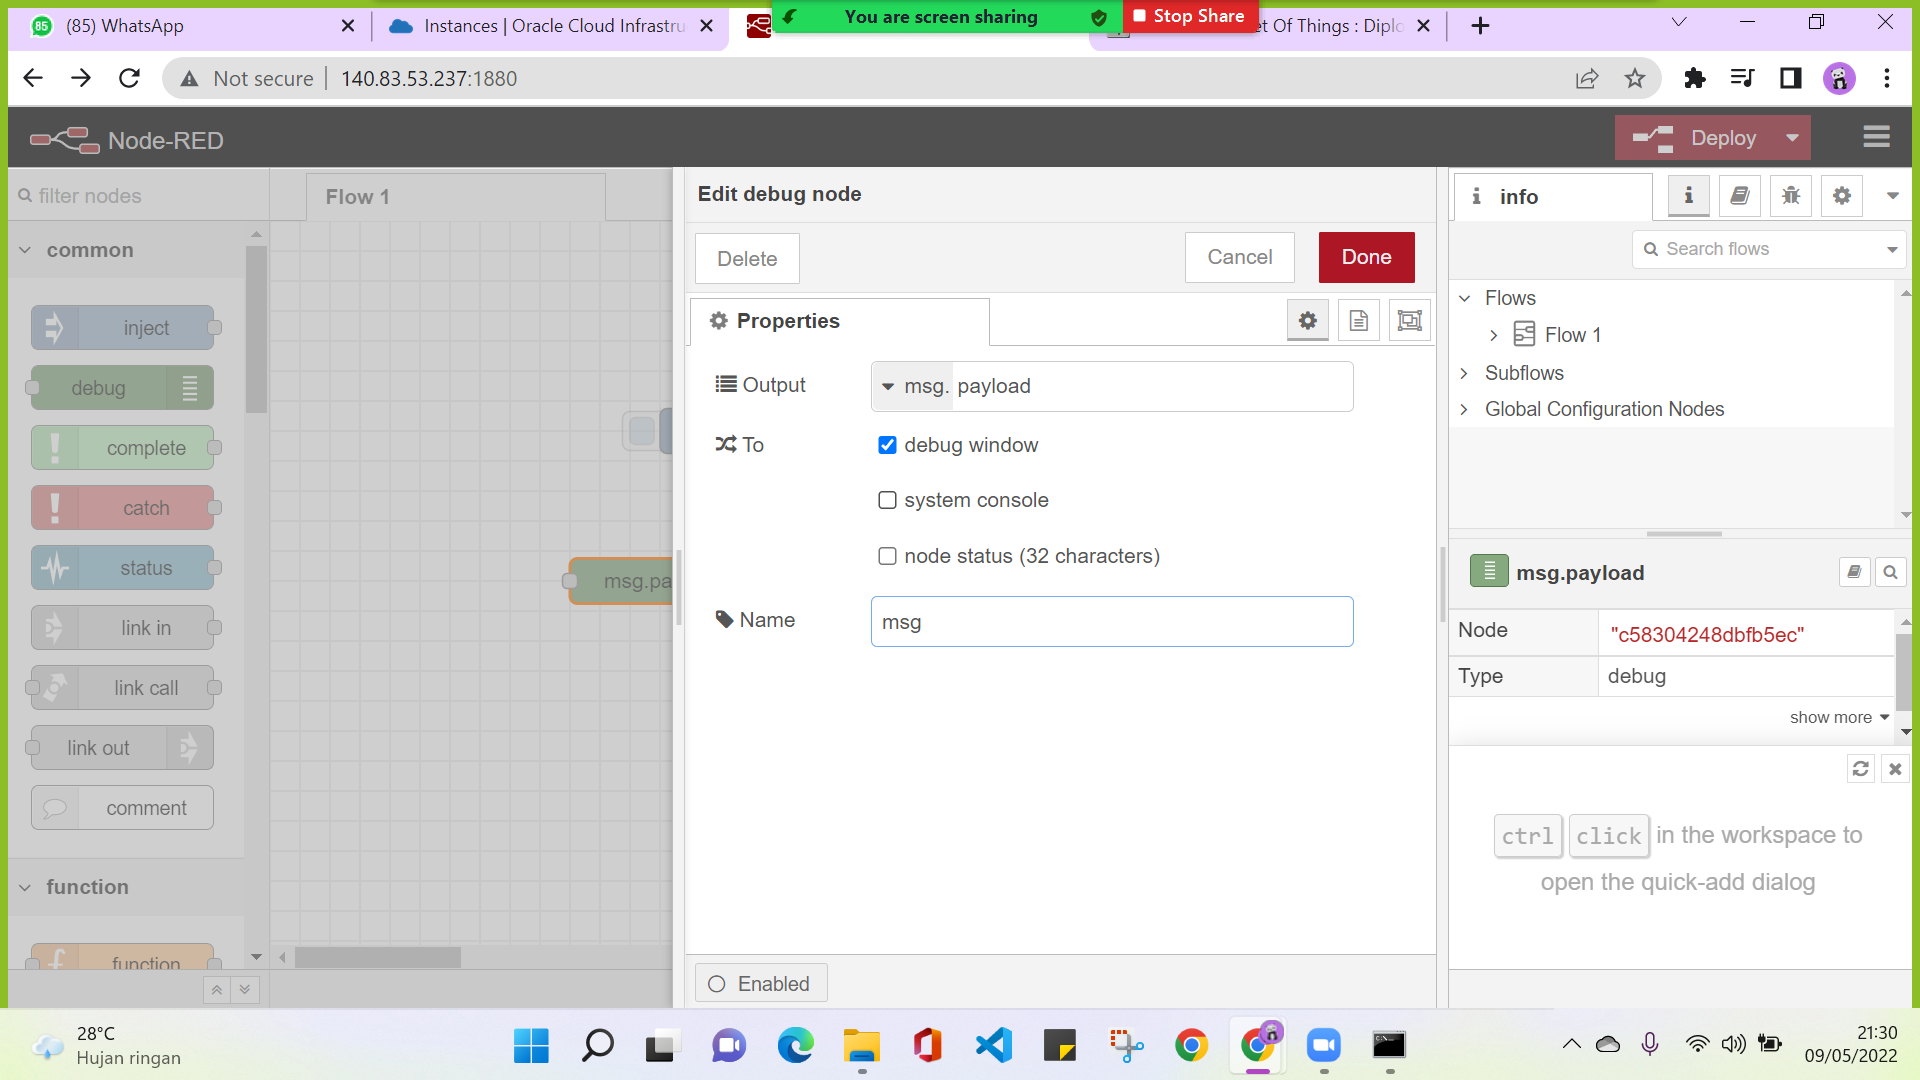 (85) WhatsApp
Instances | Oracle Cloud Infrastru
You are screen sharing
Stop Share
et Of Things : Diplo
Not secure
140.83.53.237:1880
Node-RED
Deploy
filter nodes
Flow 1
common
inject
debug
complete
catch
status
link in
link call
link out
comment
function
function
msg.pa
Edit debug node
Delete
Cancel
Done
Properties
Output
msg. payload
To
debug window
system console
node status (32 characters)
Name
msg
Enabled
info
Search flows
Flows
Flow 1
Subflows
Global Configuration Nodes
msg.payload
Node
"c58304248dbfb5ec"
Type
debug
show more
ctrl click in the workspace to
open the quick-add dialog
28°C
Hujan ringan
21:30
09/05/2022